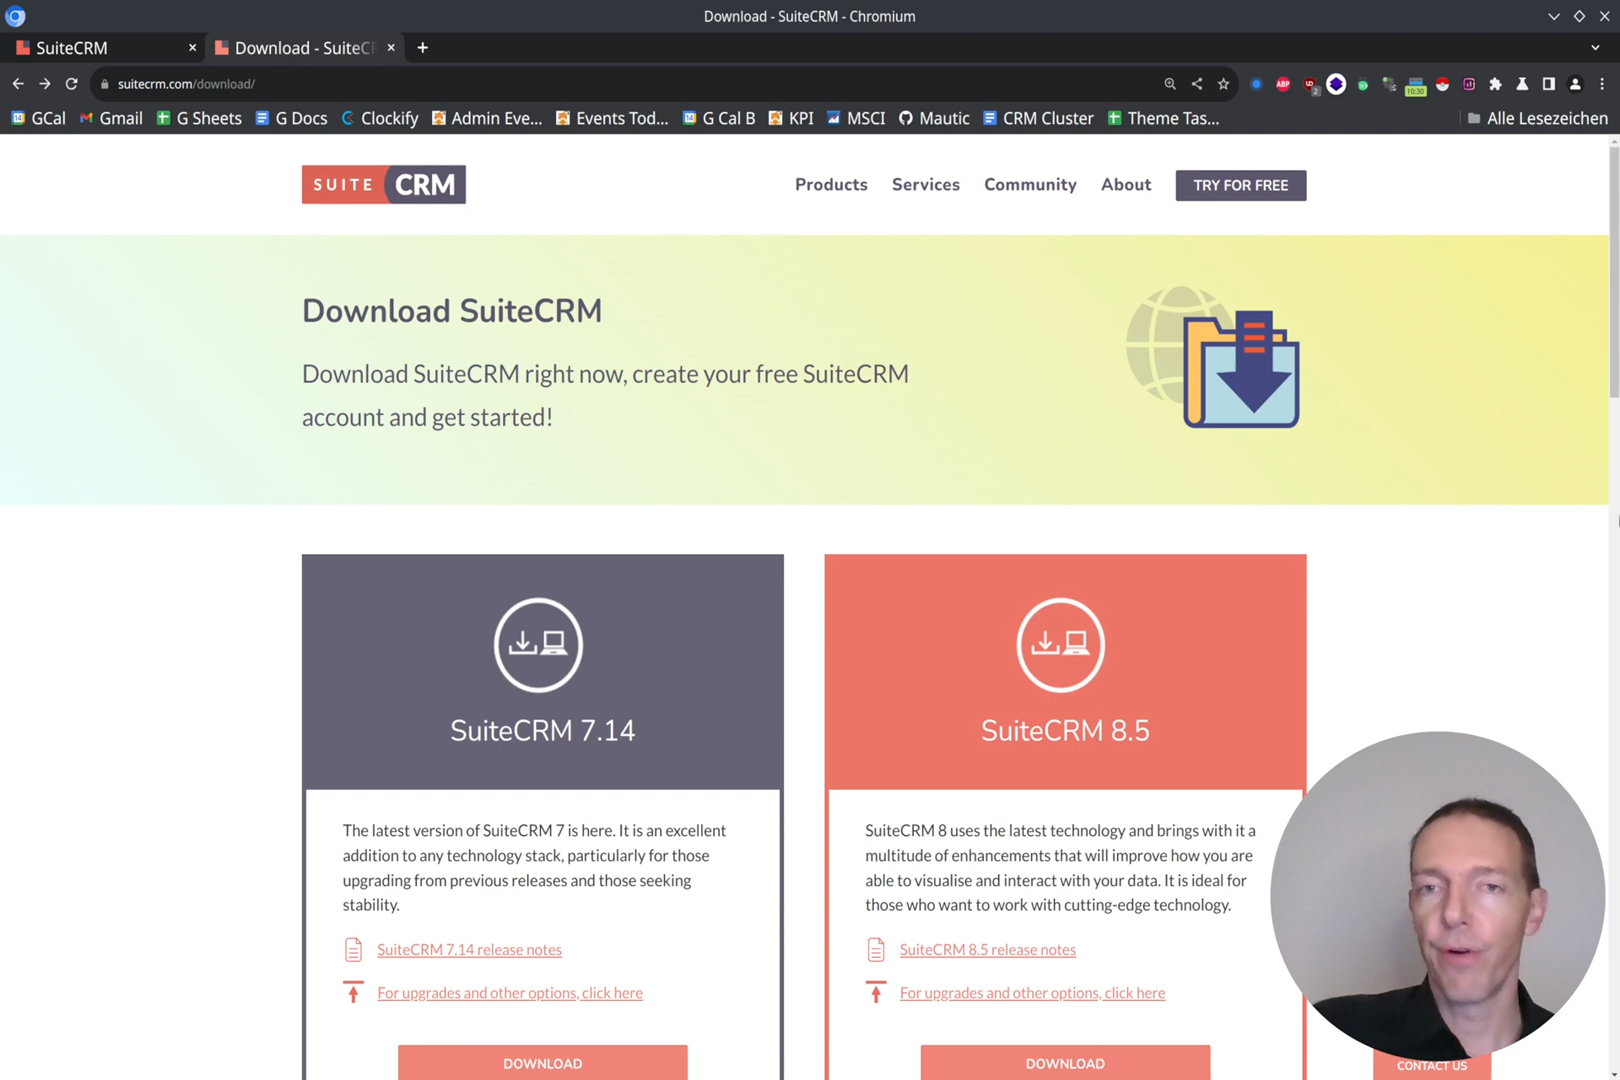 Download - SuiteCRM - Chromium
SuiteCRM
Download - SuiteC
suitecrm.com/download/
2
10:30
GCal
Gmail
G Sheets
G Docs
Clockify
Admin Eve...
Events Tod...
G Cal B
KPI
MSCI
Mautic
CRM Cluster
Theme Tas...
Alle Lesezeichen
SUITE CRM
Products
Services
Community
About
TRY FOR FREE
Download SuiteCRM
Download SuiteCRM right now, create your free SuiteCRM
account and get started!
SuiteCRM 7.14
The latest version of SuiteCRM 7 is here. It is an excellent
addition to any technology stack, particularly for those
upgrading from previous releases and those seeking
stability.
SuiteCRM 7.14 release notes
For upgrades and other options, click here
DOWNLOAD
SuiteCRM 8.5
SuiteCRM 8 uses the latest technology and brings with it a
multitude of enhancements that will improve how you are
able to visualise and interact with your data. It is ideal for
those who want to work with cutting-edge technology.
SuiteCRM 8.5 release notes
For upgrades and other options, click here
DOWNLOAD
CONTACT US